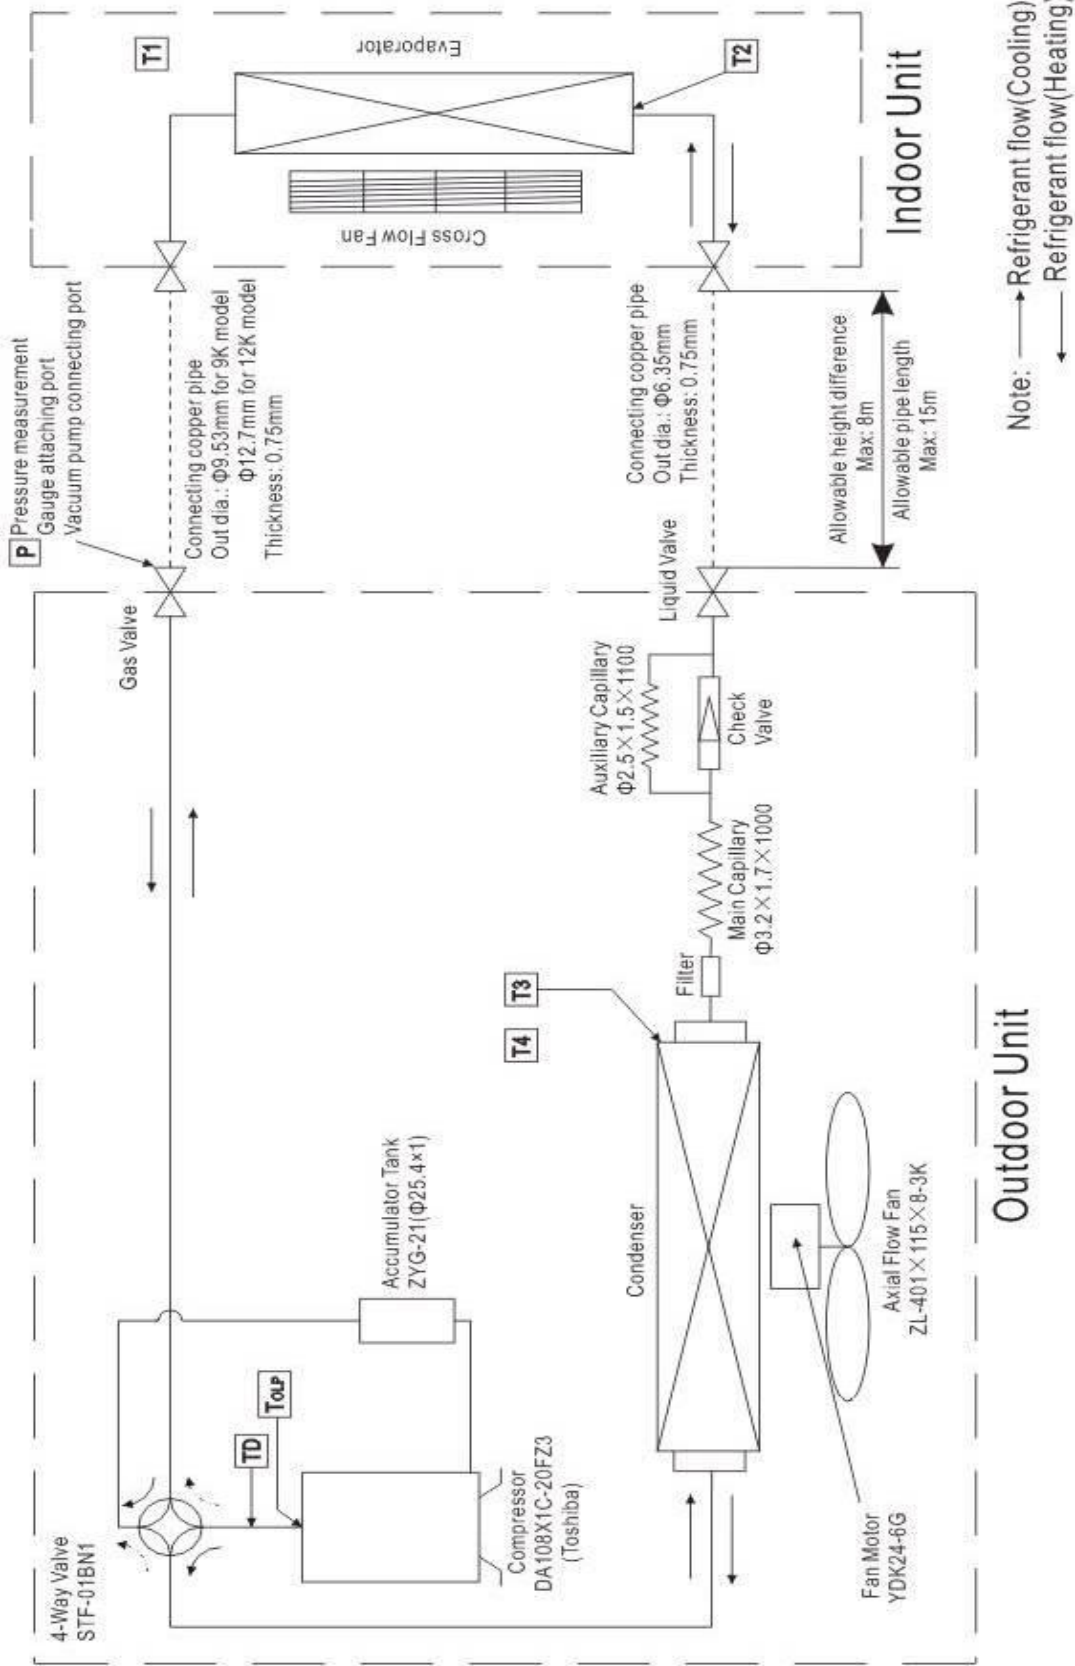 4-Way Valve
STF-01BN1
TD
TOLP
Compressor
DA108X1C-20FZ3
(Toshiba)
Accumulator Tank
ZYG-21(Φ25.4×1)
Gas Valve
P
Pressure measurement
Gauge attaching port
Vacuum pump connecting port
Connecting copper pipe
Out dia.: Φ9.53mm for 9K model
Φ12.7mm for 12K model
Thickness: 0.75mm
T1
Evaporator
Cross Flow Fan
T2
Indoor Unit
T4
T3
Condenser
Filter
Main Capillary
Φ3.2×1.7×1000
Auxiliary Capillary
Φ2.5×1.5×1100
Check
Valve
Liquid Valve
Connecting copper pipe
Out dia.: Φ6.35mm
Thickness: 0.75mm
Allowable height difference
Max: 8m
Allowable pipe length
Max: 15m
Fan Motor
YDK24-6G
Axial Flow Fan
ZL-401×115×8-3K
Outdoor Unit
Note:
Refrigerant flow(Cooling)
Refrigerant flow(Heating)